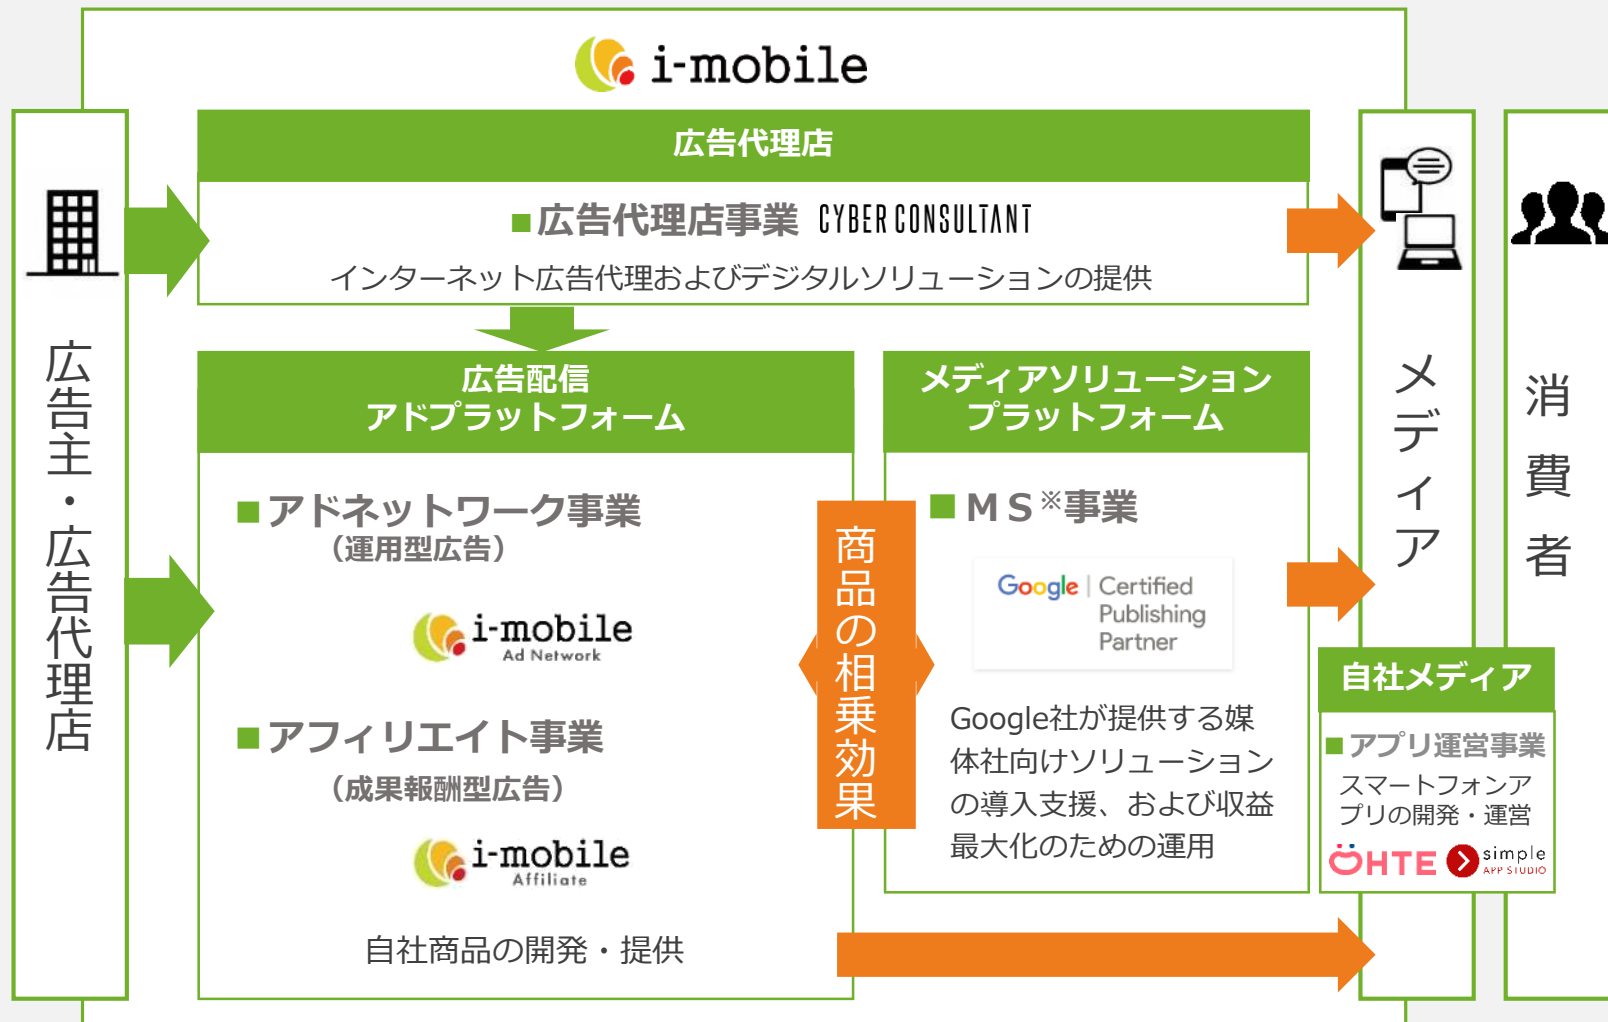 i-mobile
広告主・広告代理店
広告代理店
■広告代理店事業 CYBER CONSULTANT
インターネット広告代理およびデジタルソリューションの提供
広告配信
アドプラットフォーム
■アドネットワーク事業
（運用型広告）
i-mobile
Ad Network
■アフィリエイト事業
（成果報酬型広告）
i-mobile
Affiliate
自社商品の開発・提供
商品の相乗効果
メディアソリューション
プラットフォーム
■ＭＳ※事業
Google Certified
Publishing
Partner
Google社が提供する媒
体社向けソリューション
の導入支援、および収益
最大化のための運用
メディア
自社メディア
■アプリ運営事業
スマートフォンア
プリの開発・運営
OHTE simple
APP STUDIO
消費者